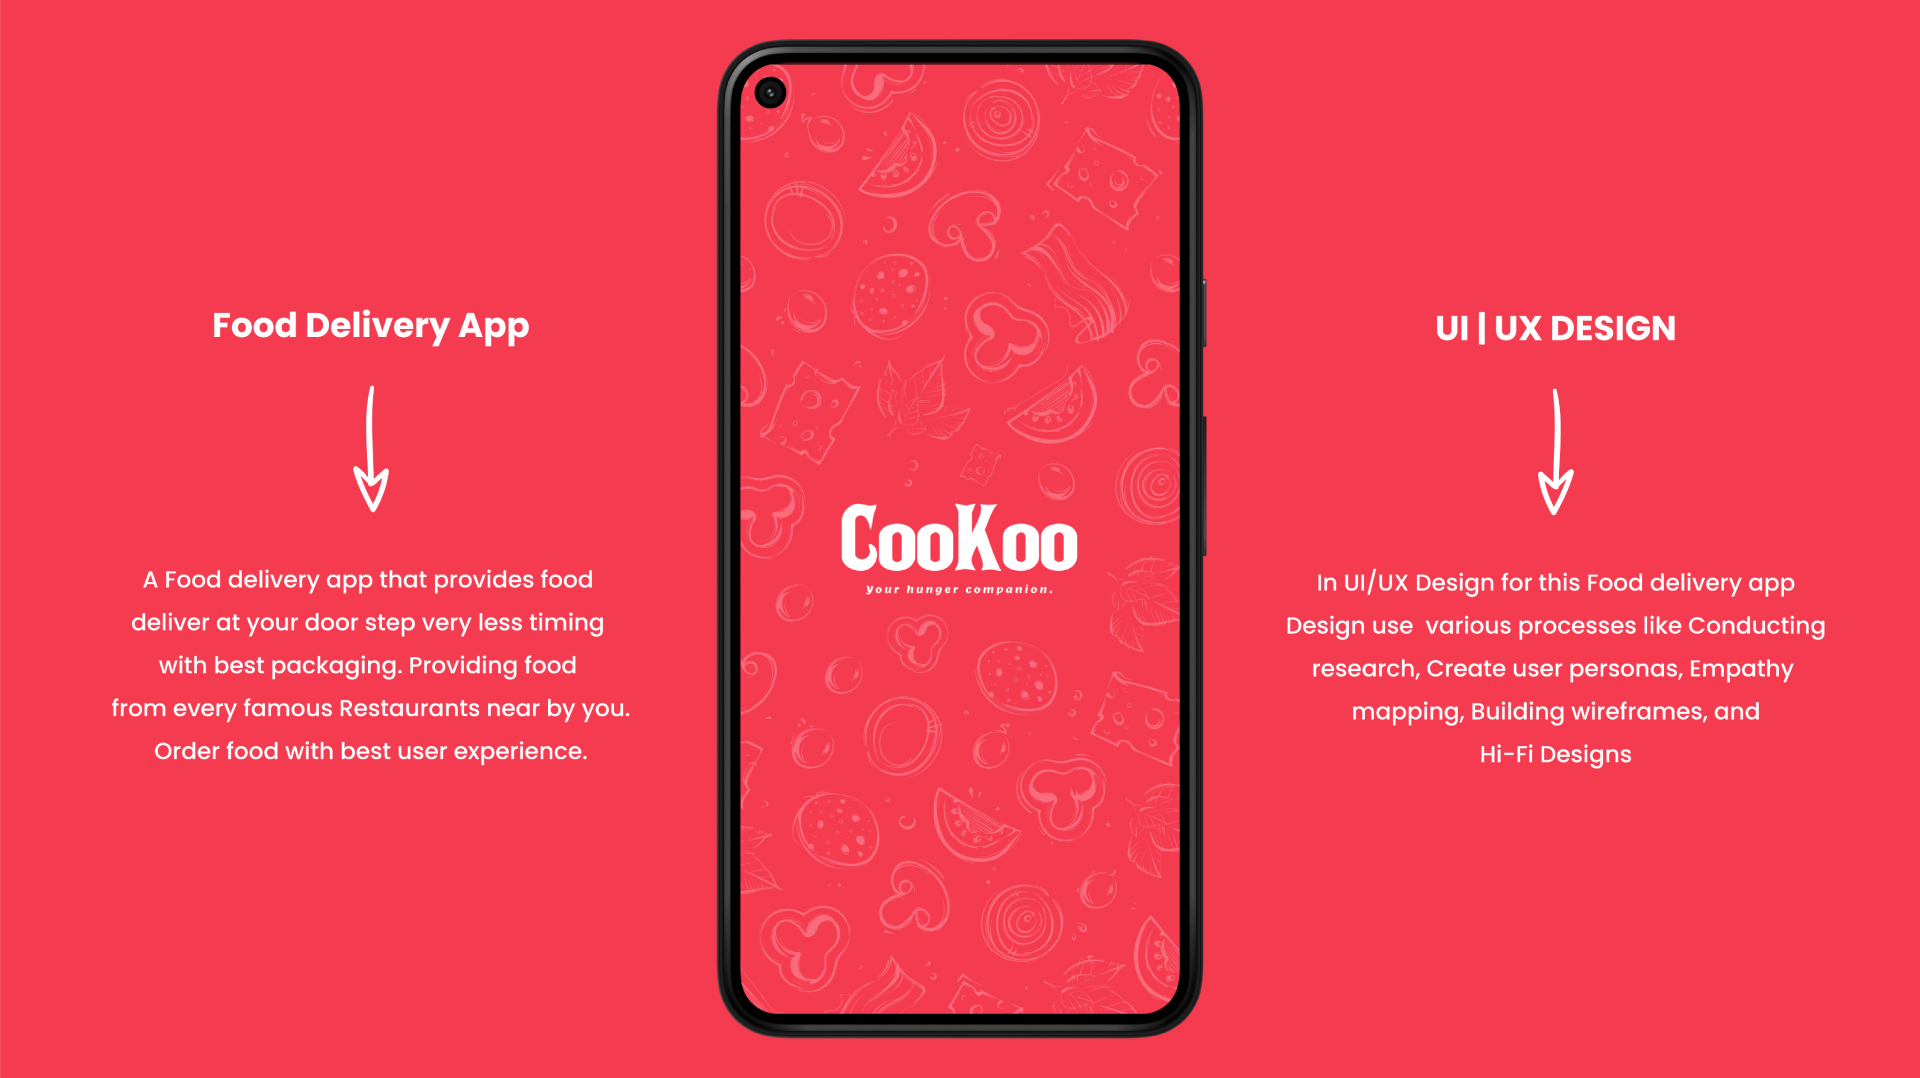 Food Delivery App
A Food delivery app that provides food
deliver at your door step very less timing
with best packaging. Providing food
from every famous Restaurants near by you.
Order food with best user experience.
CooKoo
Your hunger companion.
UI | UX DESIGN
In UI/UX Design for this Food delivery app
Design use  various processes like Conducting
research, Create user personas, Empathy
mapping, Building wireframes, and
Hi-Fi Designs